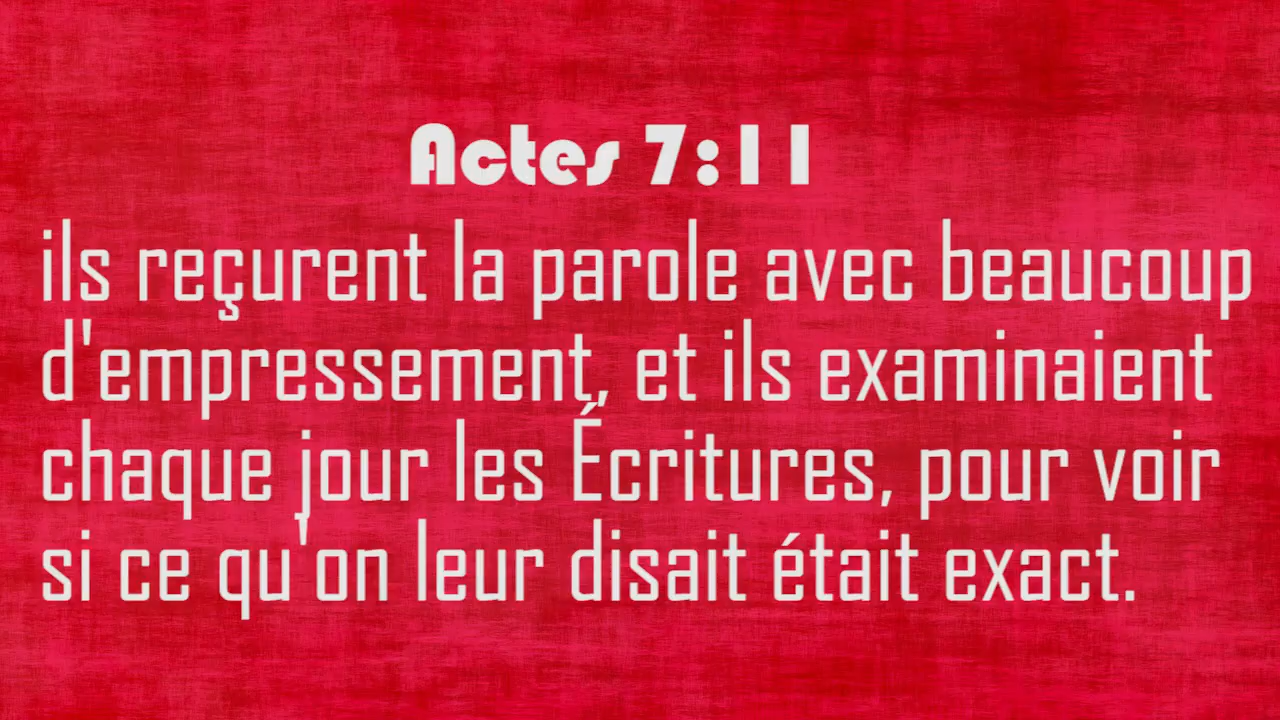 Actes 7:11
ils reçurent la parole avec beaucoup
d'empressement, et ils examinaient
chaque jour les Écritures, pour voir
si ce qu'on leur disait était exact.